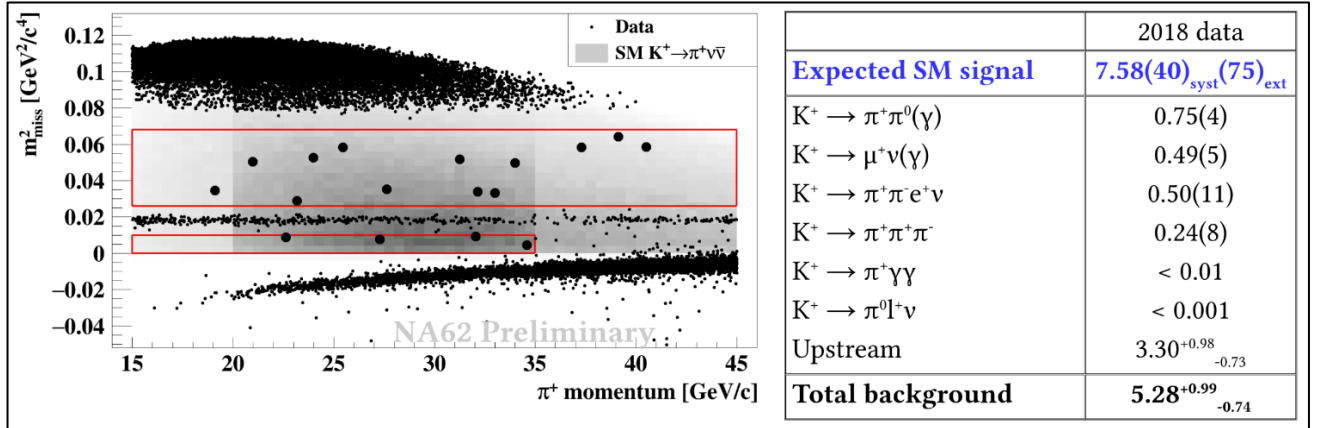 Data
SM K⁺→π⁺νν̄
m²miss [GeV²/c⁴]
0.12
0.1
0.08
0.06
0.04
0.02
0
−0.02
−0.04
NA62 Preliminary
15 20 25 30 35 40 45
π⁺ momentum [GeV/c]
2018 data
Expected SM signal 7.58(40)syst(75)ext
K⁺ → π⁺π⁰(γ) 0.75(4)
K⁺ → μ⁺ν(γ) 0.49(5)
K⁺ → π⁺π⁻e⁺ν 0.50(11)
K⁺ → π⁺π⁺π⁻ 0.24(8)
K⁺ → π⁺γγ < 0.01
K⁺ → π⁰l⁺ν < 0.001
Upstream 3.30⁺⁰·⁹⁸₋₀.₇₃
Total background 5.28⁺⁰·⁹⁹₋₀.₇₄